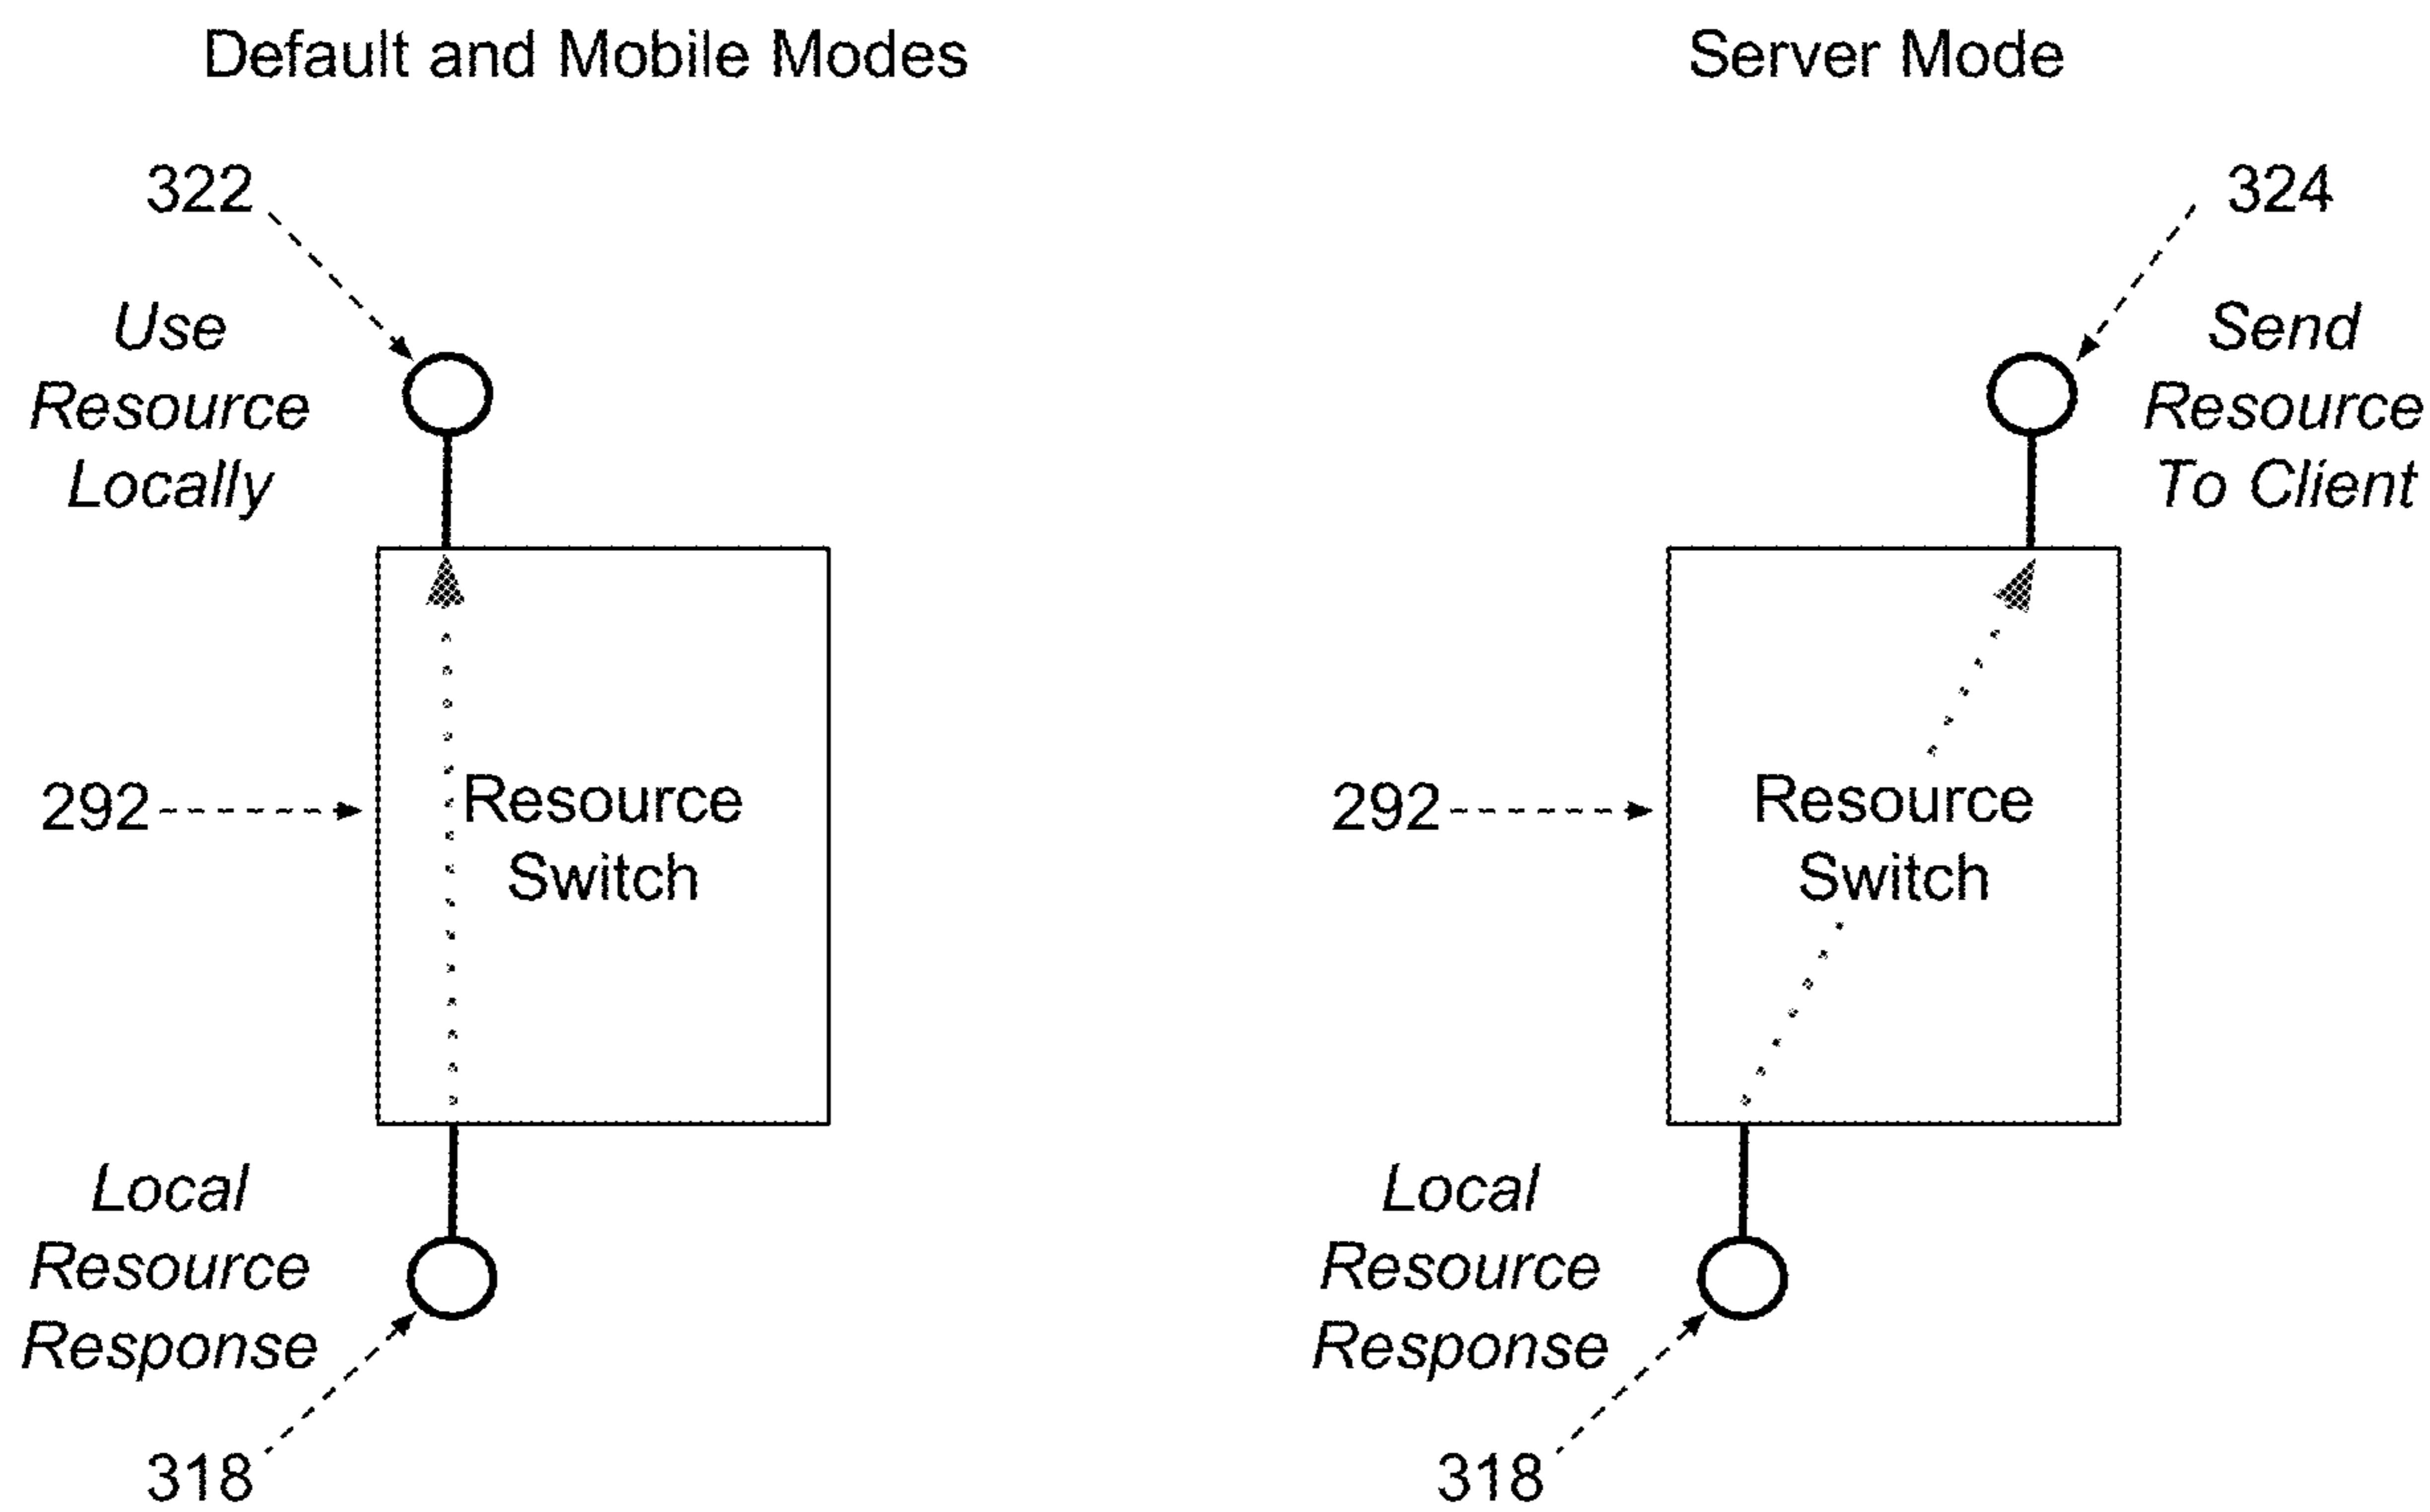 Default and Mobile Modes
322
Use
Resource
Locally
292
Resource
Switch
Local
Resource
Response
318
Server Mode
324
Send
Resource
To Client
292
Resource
Switch
Local
Resource
Response
318